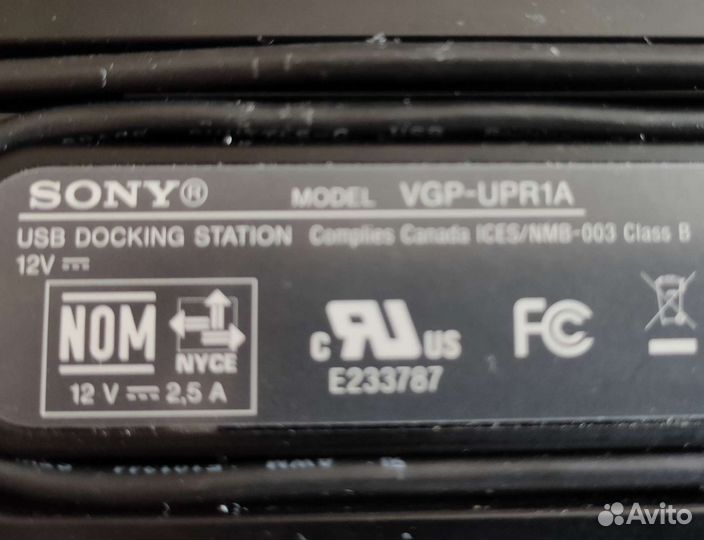 SONY® MODEL VGP-UPR1A
USB DOCKING STATION Complies Canada ICES/NMB-003 Class B
12V ⎓
NOM NYCE
12 V ⎓ 2,5 A
c RU US
E233787
FC
Avito